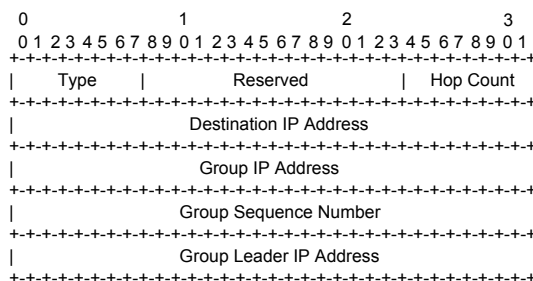 0 1 2 3
0 1 2 3 4 5 6 7 8 9 0 1 2 3 4 5 6 7 8 9 0 1 2 3 4 5 6 7 8 9 0 1
+-+-+-+-+-+-+-+-+-+-+-+-+-+-+-+-+-+-+-+-+-+-+-+-+-+-+-+-+-+-+-+-+
| Type | Reserved | Hop Count
+-+-+-+-+-+-+-+-+-+-+-+-+-+-+-+-+-+-+-+-+-+-+-+-+-+-+-+-+-+-+-+-+
| Destination IP Address
+-+-+-+-+-+-+-+-+-+-+-+-+-+-+-+-+-+-+-+-+-+-+-+-+-+-+-+-+-+-+-+-+
| Group IP Address
+-+-+-+-+-+-+-+-+-+-+-+-+-+-+-+-+-+-+-+-+-+-+-+-+-+-+-+-+-+-+-+-+
| Group Sequence Number
+-+-+-+-+-+-+-+-+-+-+-+-+-+-+-+-+-+-+-+-+-+-+-+-+-+-+-+-+-+-+-+-+
| Group Leader IP Address
+-+-+-+-+-+-+-+-+-+-+-+-+-+-+-+-+-+-+-+-+-+-+-+-+-+-+-+-+-+-+-+-+